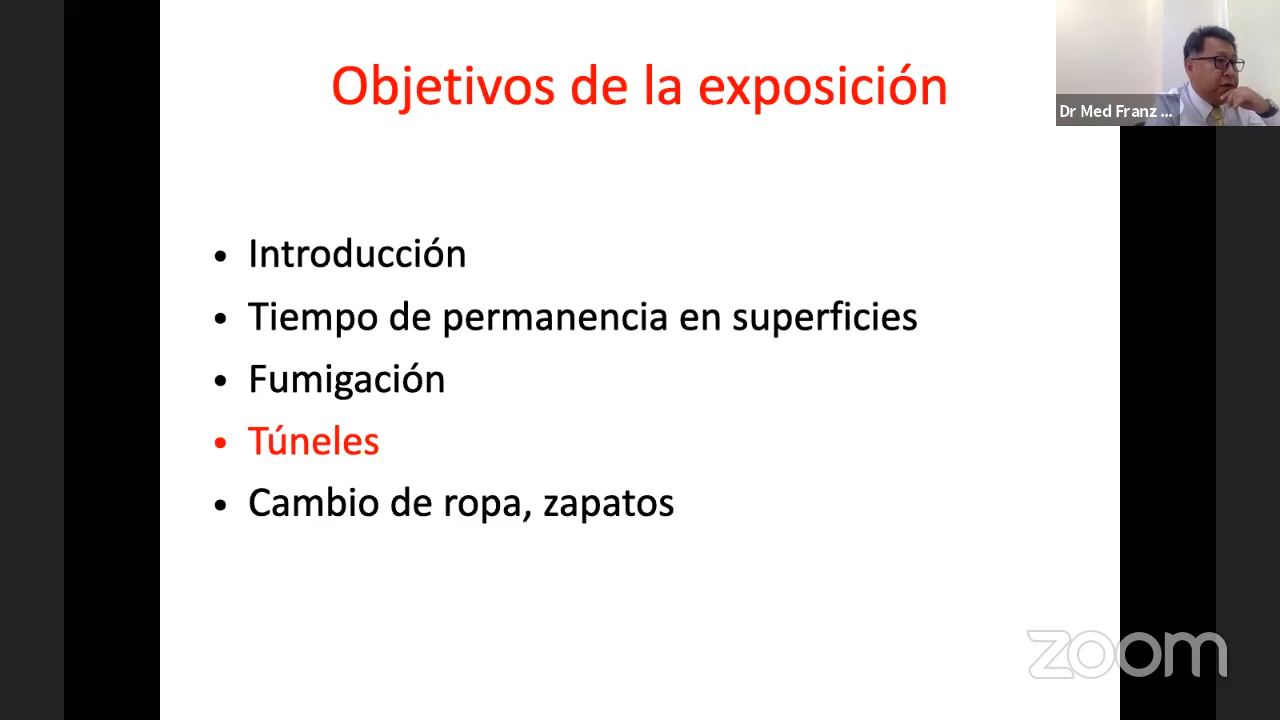 Objetivos de la exposición
Dr Med Franz ...
• Introducción
• Tiempo de permanencia en superficies
• Fumigación
• Túneles
• Cambio de ropa, zapatos
zoom